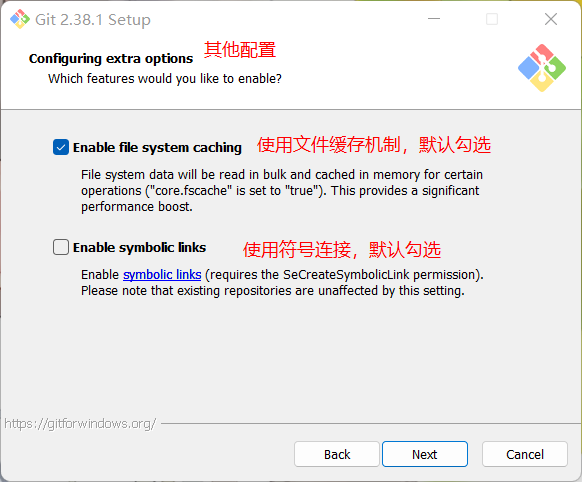 Git 2.38.1 Setup
Configuring extra options 其他配置
Which features would you like to enable?
Enable file system caching 使用文件缓存机制，默认勾选
File system data will be read in bulk and cached in memory for certain
operations ("core.fscache" is set to "true"). This provides a significant
performance boost.
Enable symbolic links 使用符号连接，默认勾选
Enable symbolic links (requires the SeCreateSymbolicLink permission).
Please note that existing repositories are unaffected by this setting.
https://gitforwindows.org/
Back Next Cancel